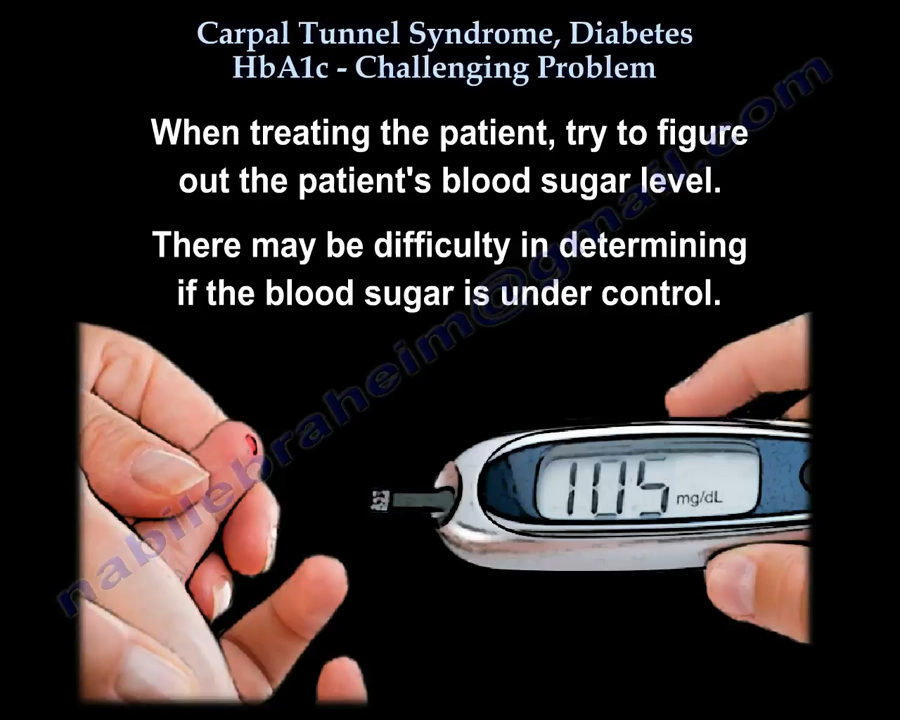 Carpal Tunnel Syndrome, Diabetes
HbA1c - Challenging Problem
When treating the patient, try to figure
out the patient's blood sugar level.
There may be difficulty in determining
if the blood sugar is under control.
105 mg/dL
nabilebraheim@gmail.com